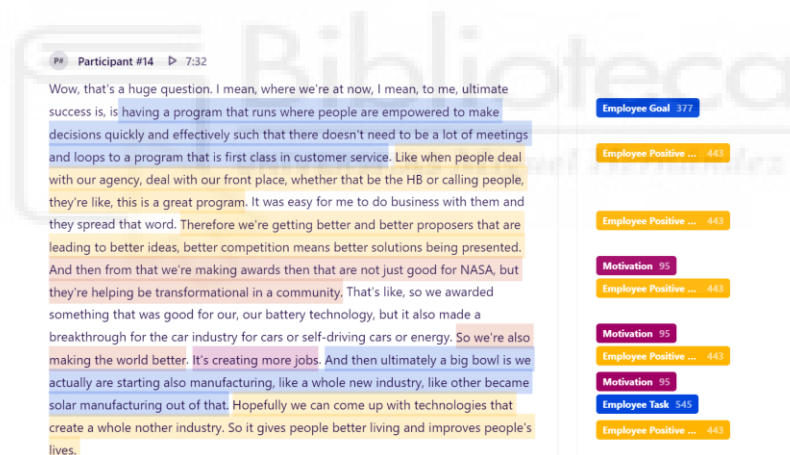 Biblioteca
P# Participant #14 7:32
Wow, that's a huge question. I mean, where we're at now, I mean, to me, ultimate
success is, is having a program that runs where people are empowered to make
decisions quickly and effectively such that there doesn't need to be a lot of meetings
and loops to a program that is first class in customer service. Like when people deal
with our agency, deal with our front place, whether that be the HB or calling people,
they're like, this is a great program. It was easy for me to do business with them and
they spread that word. Therefore we're getting better and better proposers that are
leading to better ideas, better competition means better solutions being presented.
And then from that we're making awards then that are not just good for NASA, but
they're helping be transformational in a community. That's like, so we awarded
something that was good for our, our battery technology, but it also made a
breakthrough for the car industry for cars or self-driving cars or energy. So we're also
making the world better. It's creating more jobs. And then ultimately a big bowl is we
actually are starting also manufacturing, like a whole new industry, like other became
solar manufacturing out of that. Hopefully we can come up with technologies that
create a whole nother industry. So it gives people better living and improves people's
lives.
Employee Goal 377
Employee Positive ... 443
Employee Positive ... 443
Motivation 95
Employee Positive ... 443
Motivation 95
Employee Positive ... 443
Motivation 95
Employee Task 545
Employee Positive ... 443